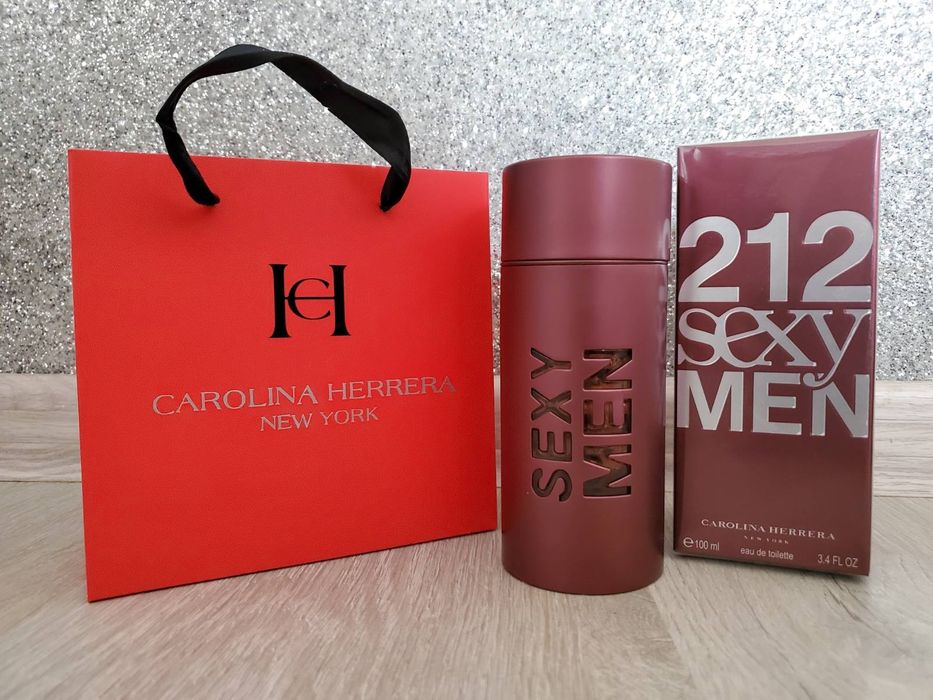 CH
CAROLINA HERRERA
NEW YORK
SEXY
MEN
212
sexy
MEN
CAROLINA HERRERA
NEW YORK
e 100 ml
eau de toilette
3.4 FL OZ